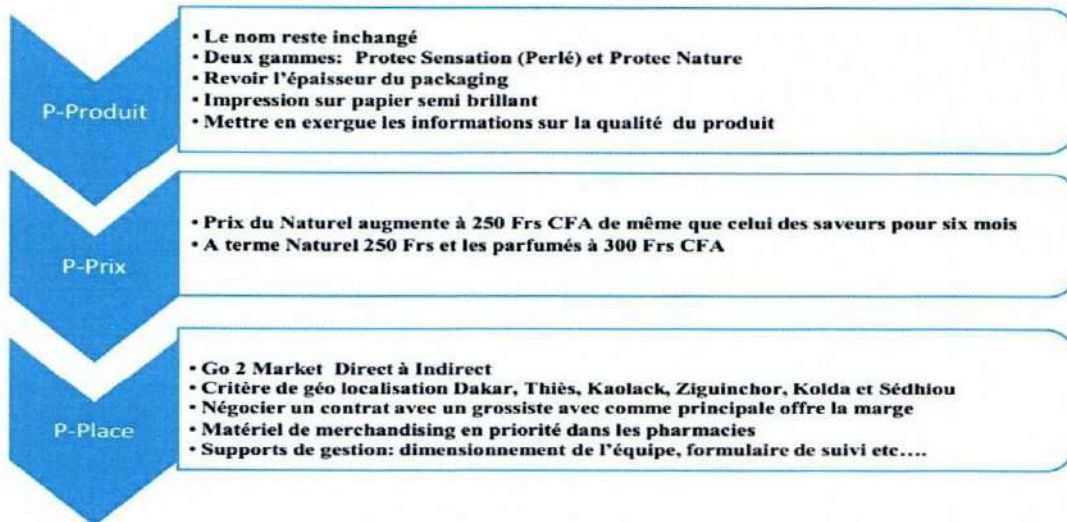 P-Produit
• Le nom reste inchangé
• Deux gammes: Protec Sensation (Perlé) et Protec Nature
• Revoir l'épaisseur du packaging
• Impression sur papier semi brillant
• Mettre en exergue les informations sur la qualité du produit
P-Prix
• Prix du Naturel augmente à 250 Frs CFA de même que celui des saveurs pour six mois
• A terme Naturel 250 Frs et les parfumés à 300 Frs CFA
P-Place
• Go 2 Market Direct à Indirect
• Critère de géo localisation Dakar, Thiès, Kaolack, Ziguinchor, Kolda et Sédhiou
• Négocier un contrat avec un grossiste avec comme principale offre la marge
• Matériel de merchandising en priorité dans les pharmacies
• Supports de gestion: dimensionnement de l'équipe, formulaire de suivi etc….